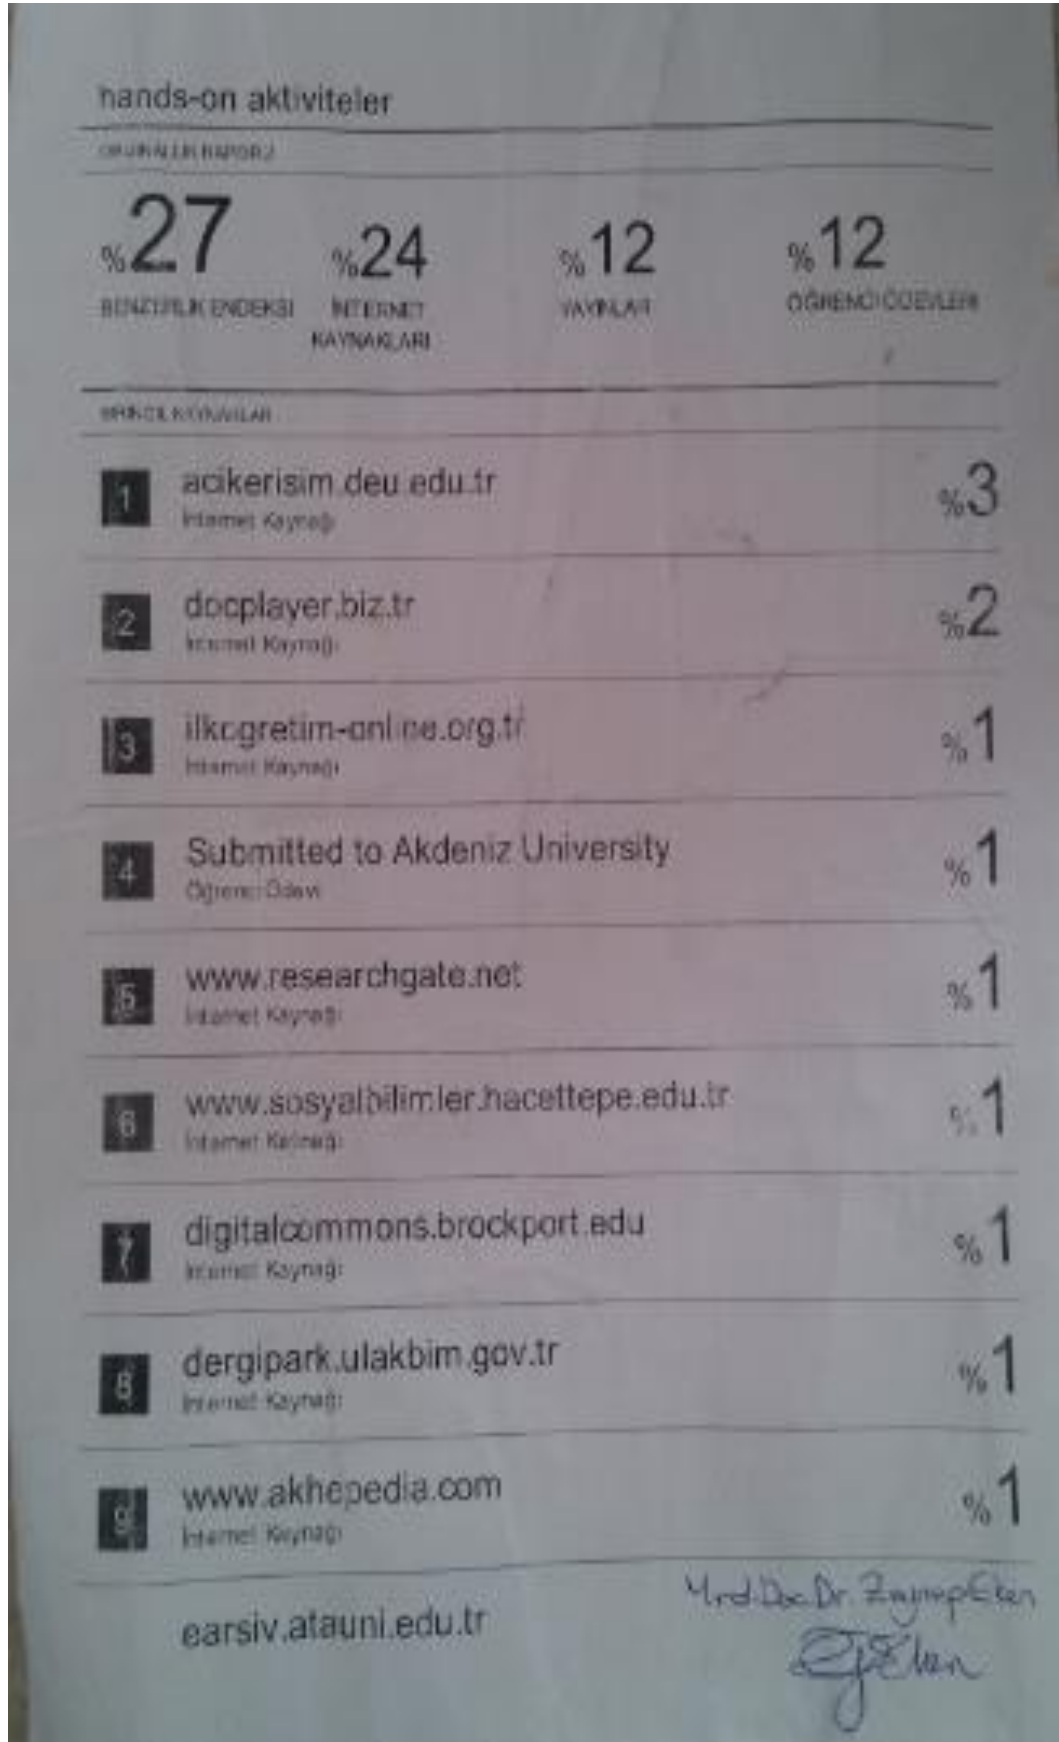 hands-on aktiviteler
%27
%24
%12
%12
BENZERLIK ENDEKSI
İNTERNET
KAYNAKLARI
YAYINLAR
ÖĞRENCI ÖDEVLERI
BIRINCIL KAYNAKLAR
1 acikerisim.deu.edu.tr %3
İnternet Kaynağı
2 docplayer.biz.tr %2
İnternet Kaynağı
3 ilkogretim-online.org.tr %1
İnternet Kaynağı
4 Submitted to Akdeniz University %1
Öğrenci Ödevi
5 www.researchgate.net %1
İnternet Kaynağı
6 www.sosyalbilimler.hacettepe.edu.tr %1
İnternet Kaynağı
7 digitalcommons.brockport.edu %1
İnternet Kaynağı
8 dergipark.ulakbim.gov.tr %1
İnternet Kaynağı
9 www.akhepedia.com %1
İnternet Kaynağı
earsiv.atauni.edu.tr
Yrd.Doc.Dr. Zeynep Eken